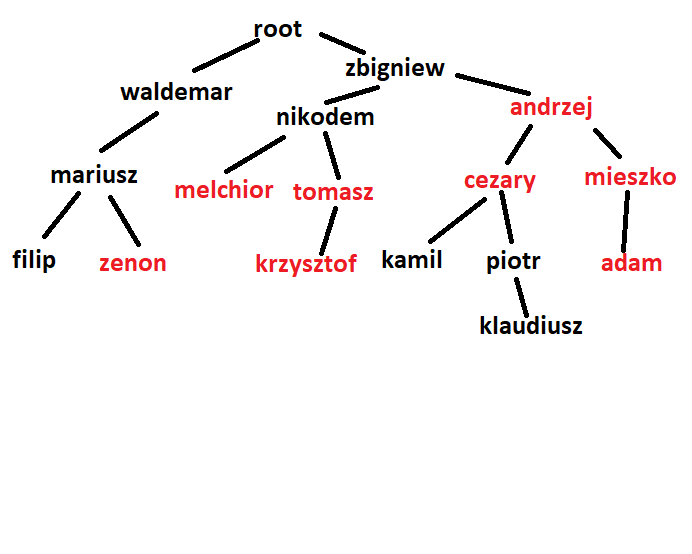 root
zbigniew
waldemar
andrzej
nikodem
mariusz
melchior
tomasz
cezary
mieszko
filip
zenon
krzysztof
kamil
piotr
adam
klaudiusz